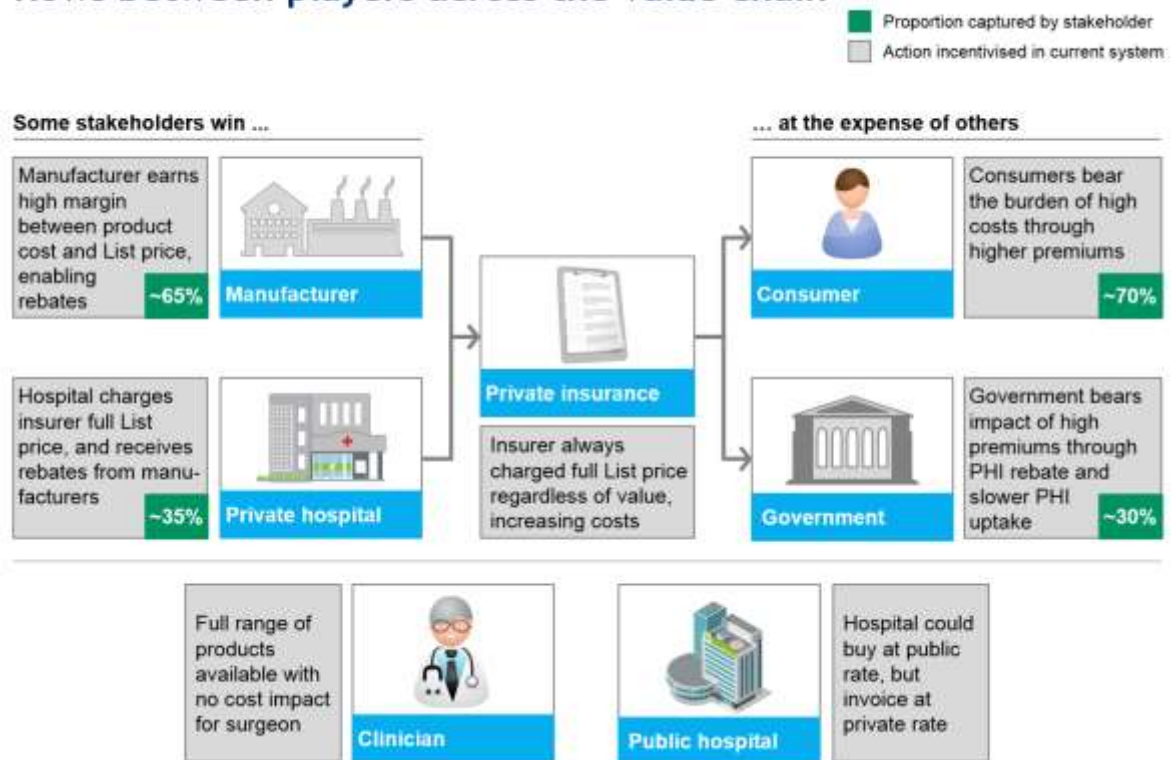 Proportion captured by stakeholder
Action incentivised in current system
Some stakeholders win ...
... at the expense of others
Manufacturer earns
high margin
between product
cost and List price,
enabling
rebates
~65%
Manufacturer
Hospital charges
insurer full List
price, and receives
rebates from manu-
facturers
~35%
Private hospital
Private insurance
Insurer always
charged full List price
regardless of value,
increasing costs
Consumer
Consumers bear
the burden of high
costs through
higher premiums
~70%
Government
Government bears
impact of high
premiums through
PHI rebate and
slower PHI
uptake
~30%
Full range of
products
available with
no cost impact
for surgeon
Clinician
Public hospital
Hospital could
buy at public
rate, but
invoice at
private rate